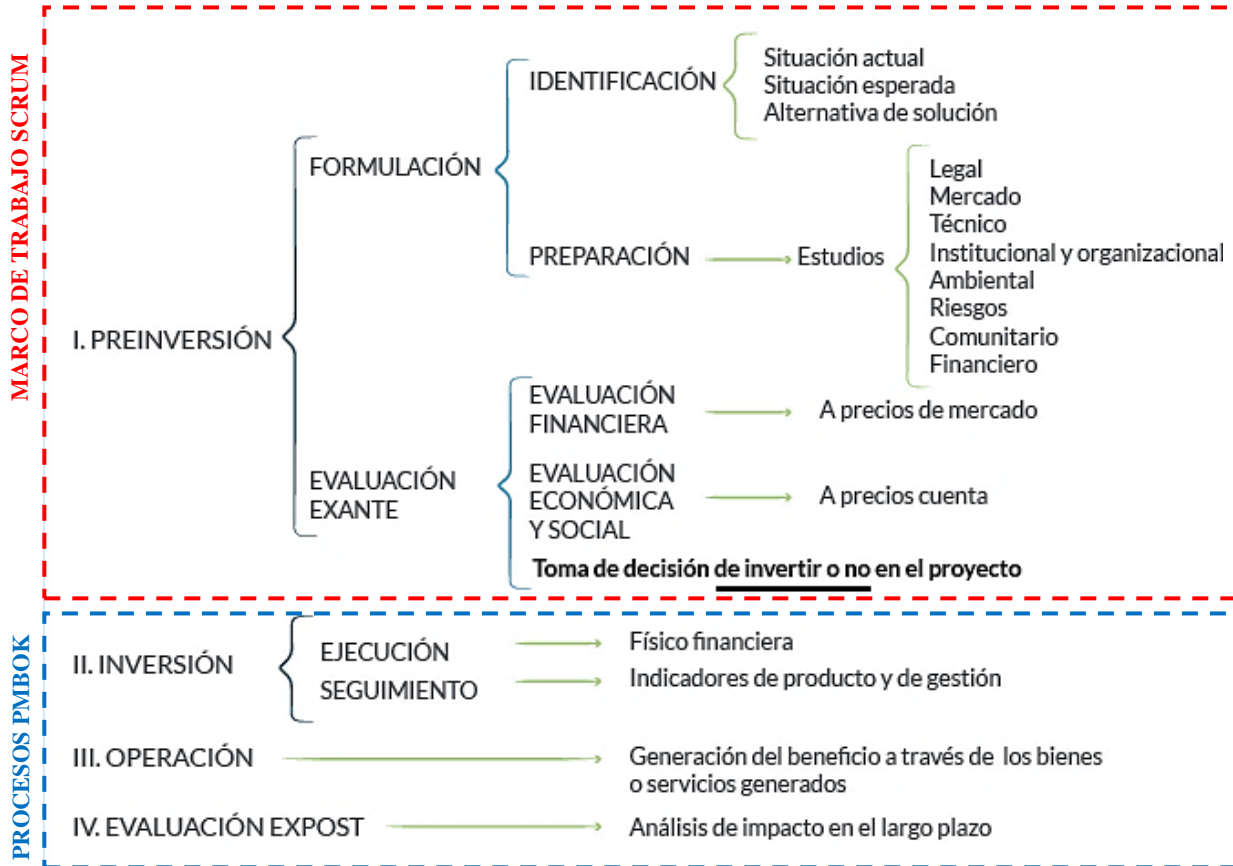 MARCO DE TRABAJO SCRUM
I. PREINVERSIÓN
FORMULACIÓN
IDENTIFICACIÓN
Situación actual
Situación esperada
Alternativa de solución
PREPARACIÓN
Estudios
Legal
Mercado
Técnico
Institucional y organizacional
Ambiental
Riesgos
Comunitario
Financiero
EVALUACIÓN
EXANTE
EVALUACIÓN
FINANCIERA
A precios de mercado
EVALUACIÓN
ECONÓMICA
Y SOCIAL
A precios cuenta
Toma de decisión de invertir o no en el proyecto
PROCESOS PMBOK
II. INVERSIÓN
EJECUCIÓN
Físico financiera
SEGUIMIENTO
Indicadores de producto y de gestión
III. OPERACIÓN
Generación del beneficio a través de los bienes
o servicios generados
IV. EVALUACIÓN EXPOST
Análisis de impacto en el largo plazo